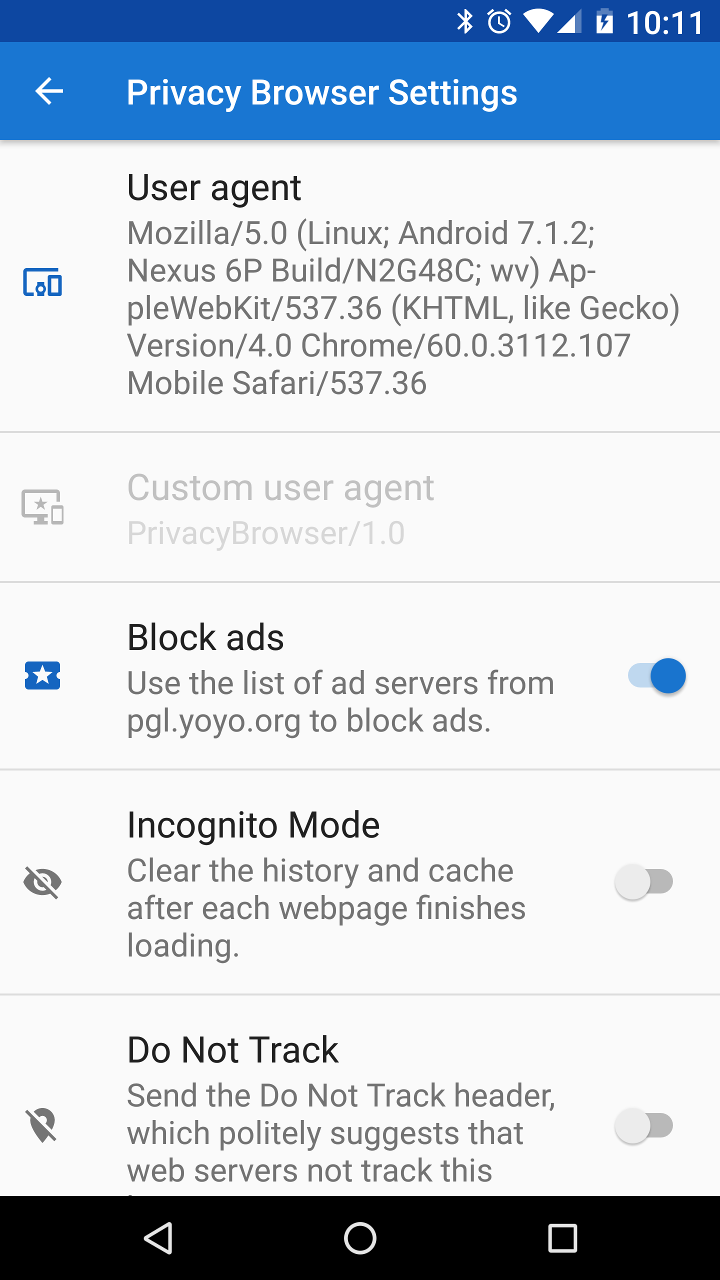 10:11
Privacy Browser Settings
User agent
Mozilla/5.0 (Linux; Android 7.1.2;
Nexus 6P Build/N2G48C; wv) Ap-
pleWebKit/537.36 (KHTML, like Gecko)
Version/4.0 Chrome/60.0.3112.107
Mobile Safari/537.36
Custom user agent
PrivacyBrowser/1.0
Block ads
Use the list of ad servers from
pgl.yoyo.org to block ads.
Incognito Mode
Clear the history and cache
after each webpage finishes
loading.
Do Not Track
Send the Do Not Track header,
which politely suggests that
web servers not track this